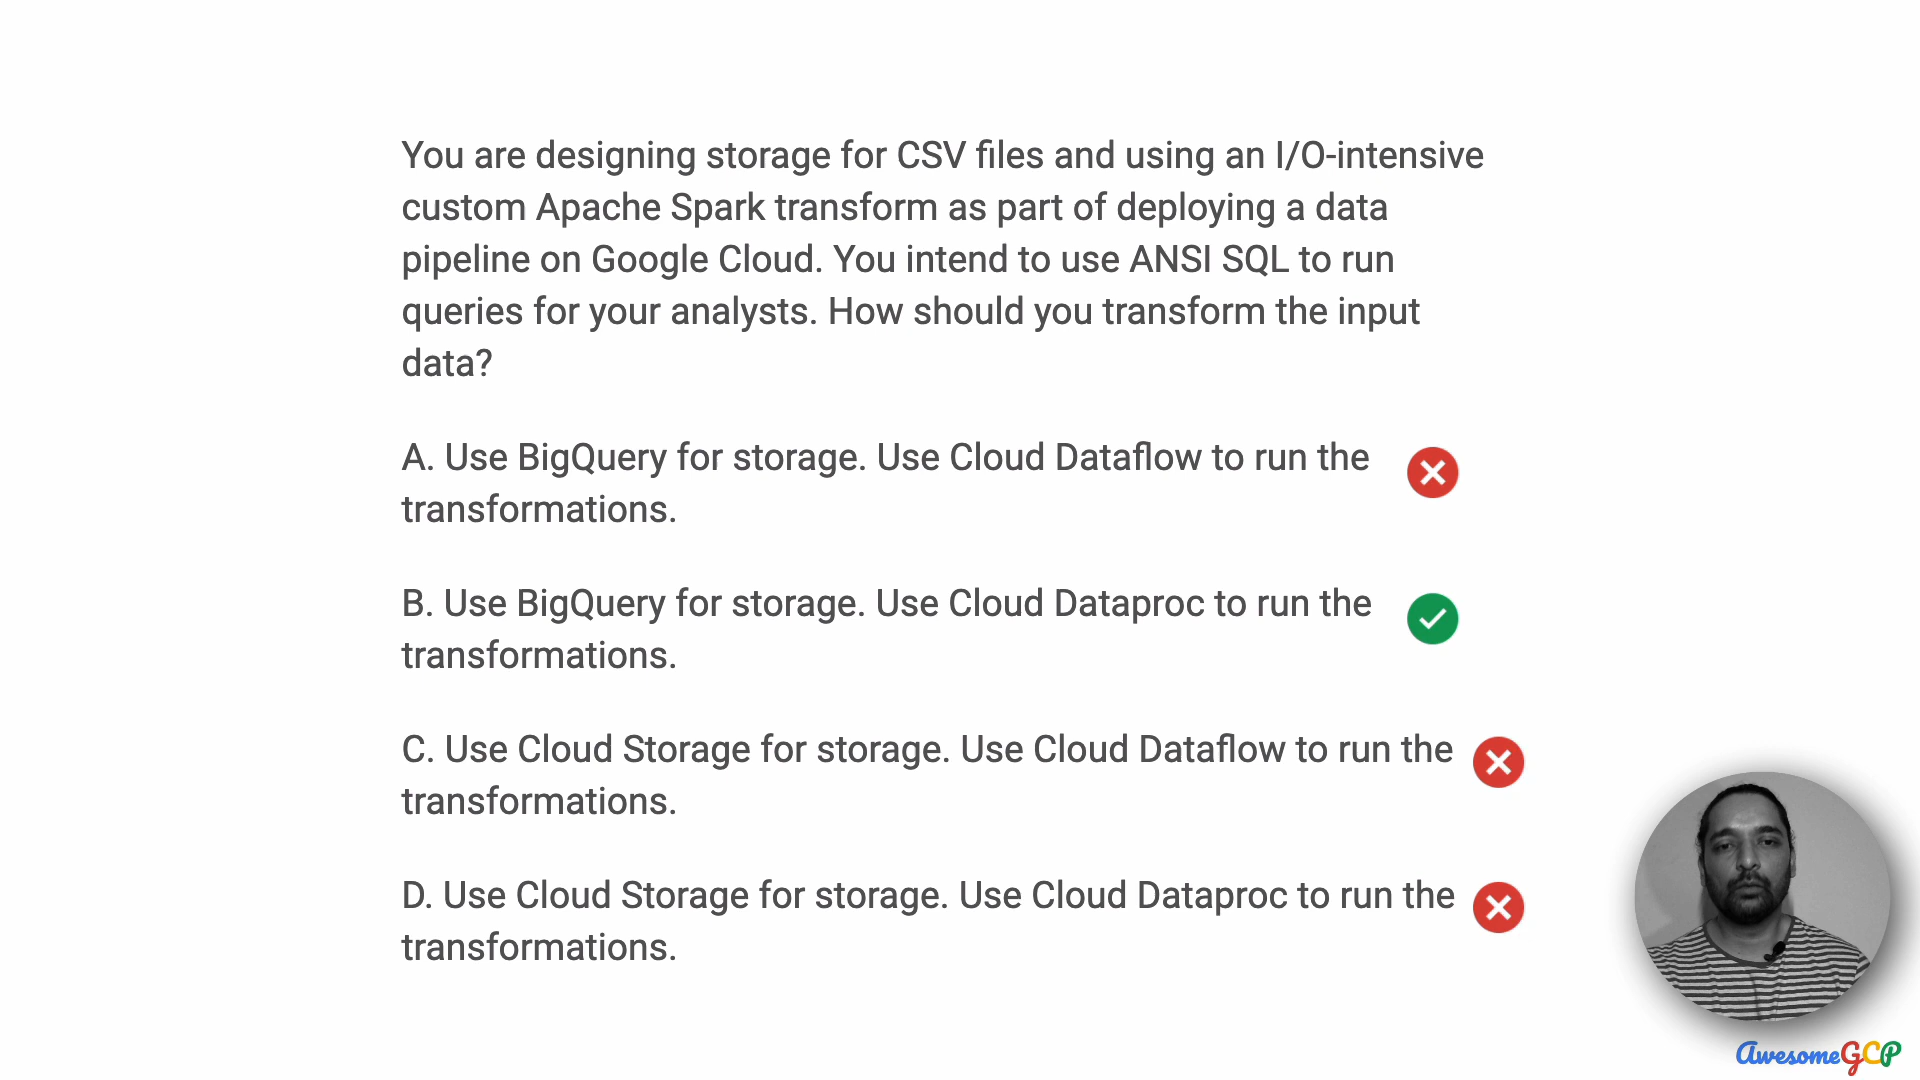 You are designing storage for CSV files and using an I/O-intensive
custom Apache Spark transform as part of deploying a data
pipeline on Google Cloud. You intend to use ANSI SQL to run
queries for your analysts. How should you transform the input
data?
A. Use BigQuery for storage. Use Cloud Dataflow to run the
transformations.
B. Use BigQuery for storage. Use Cloud Dataproc to run the
transformations.
C. Use Cloud Storage for storage. Use Cloud Dataflow to run the
transformations.
D. Use Cloud Storage for storage. Use Cloud Dataproc to run the
transformations.
AwesomeGCP